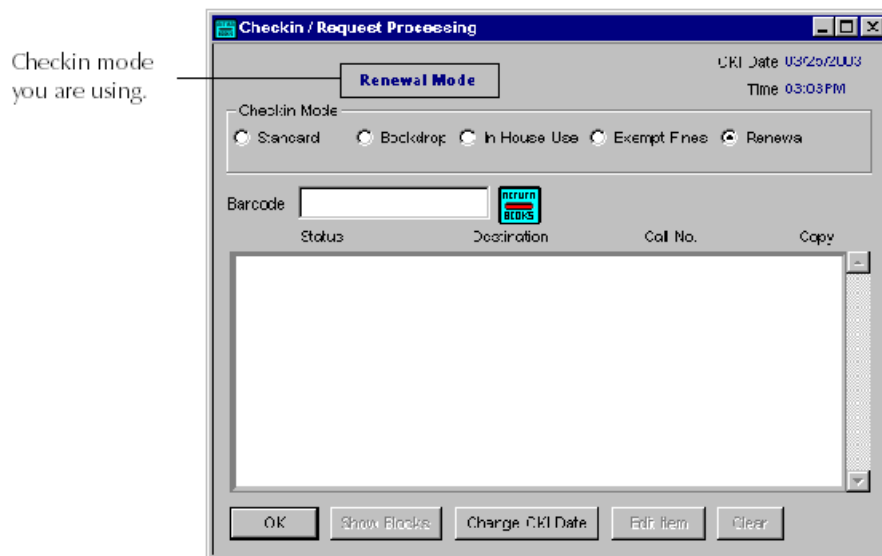 Checkin / Request Processing
Checkin mode
you are using.
Renewal Mode
CKI Date 03/25/2003
Time 03:03PM
Checkin Mode
Standard Bookdrop In House Use Exempt Fines Renewa
Barcode
RETURN
BOOKS
Status Destination Call No. Copy
OK Show Blocks Change CKI Date Edit Item Clear